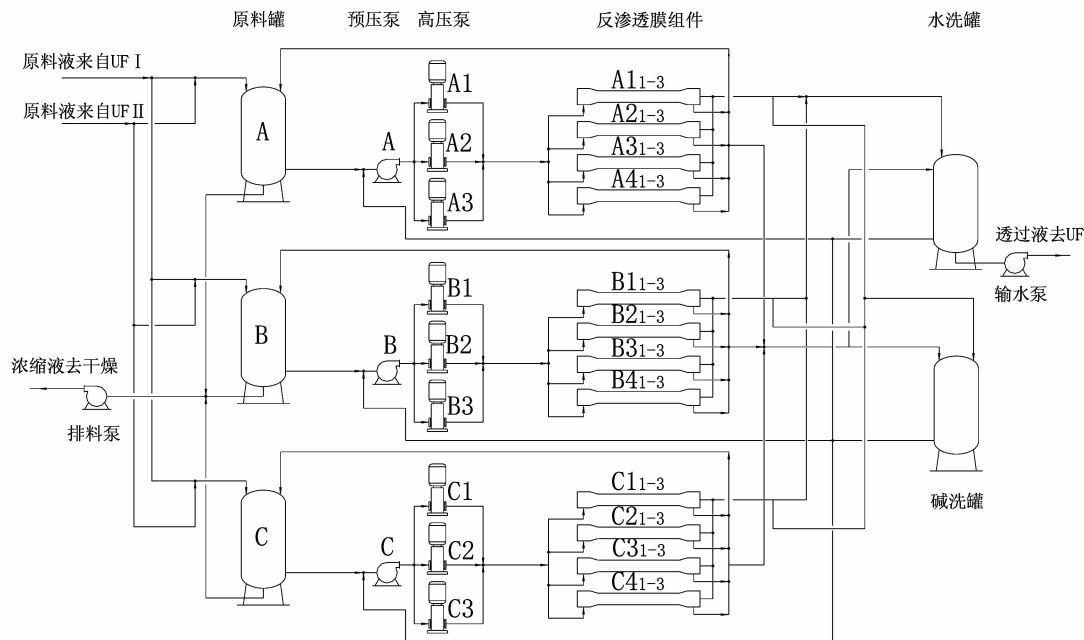 原料罐 预压泵 高压泵 反渗透膜组件 水洗罐
原料液来自UFⅠ
原料液来自UFⅡ
A
A
A1
A2
A3
A11-3
A21-3
A31-3
A41-3
透过液去UF
输水泵
B
B
B1
B2
B3
B11-3
B21-3
B31-3
B41-3
浓缩液去干燥
排料泵
碱洗罐
C
C
C1
C2
C3
C11-3
C21-3
C31-3
C41-3